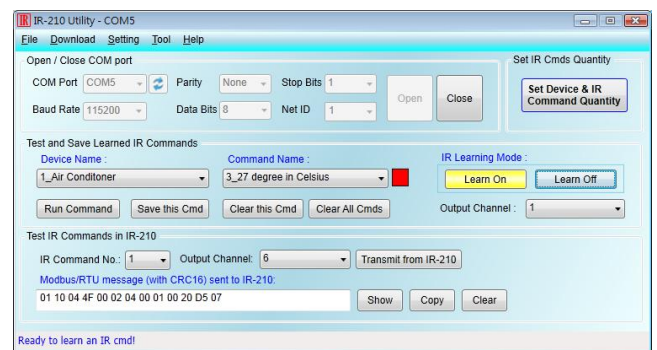 IR IR-210 Utility - COM5
File Download Setting Tool Help
Open / Close COM port
Set IR Cmds Quantity
COM Port COM5 Parity None Stop Bits 1
Open Close
Set Device & IR
Command Quantity
Baud Rate 115200 Data Bits 8 Net ID 1
Test and Save Learned IR Commands
Device Name : Command Name : IR Learning Mode :
1_Air Conditoner 3_27 degree in Celsius Learn On Learn Off
Run Command Save this Cmd Clear this Cmd Clear All Cmds Output Channel : 1
Test IR Commands in IR-210
IR Command No.: 1 Output Channel: 6 Transmit from IR-210
Modbus/RTU message (with CRC16) sent to IR-210:
01 10 04 4F 00 02 04 00 01 00 20 D5 07 Show Copy Clear
Ready to learn an IR cmd!